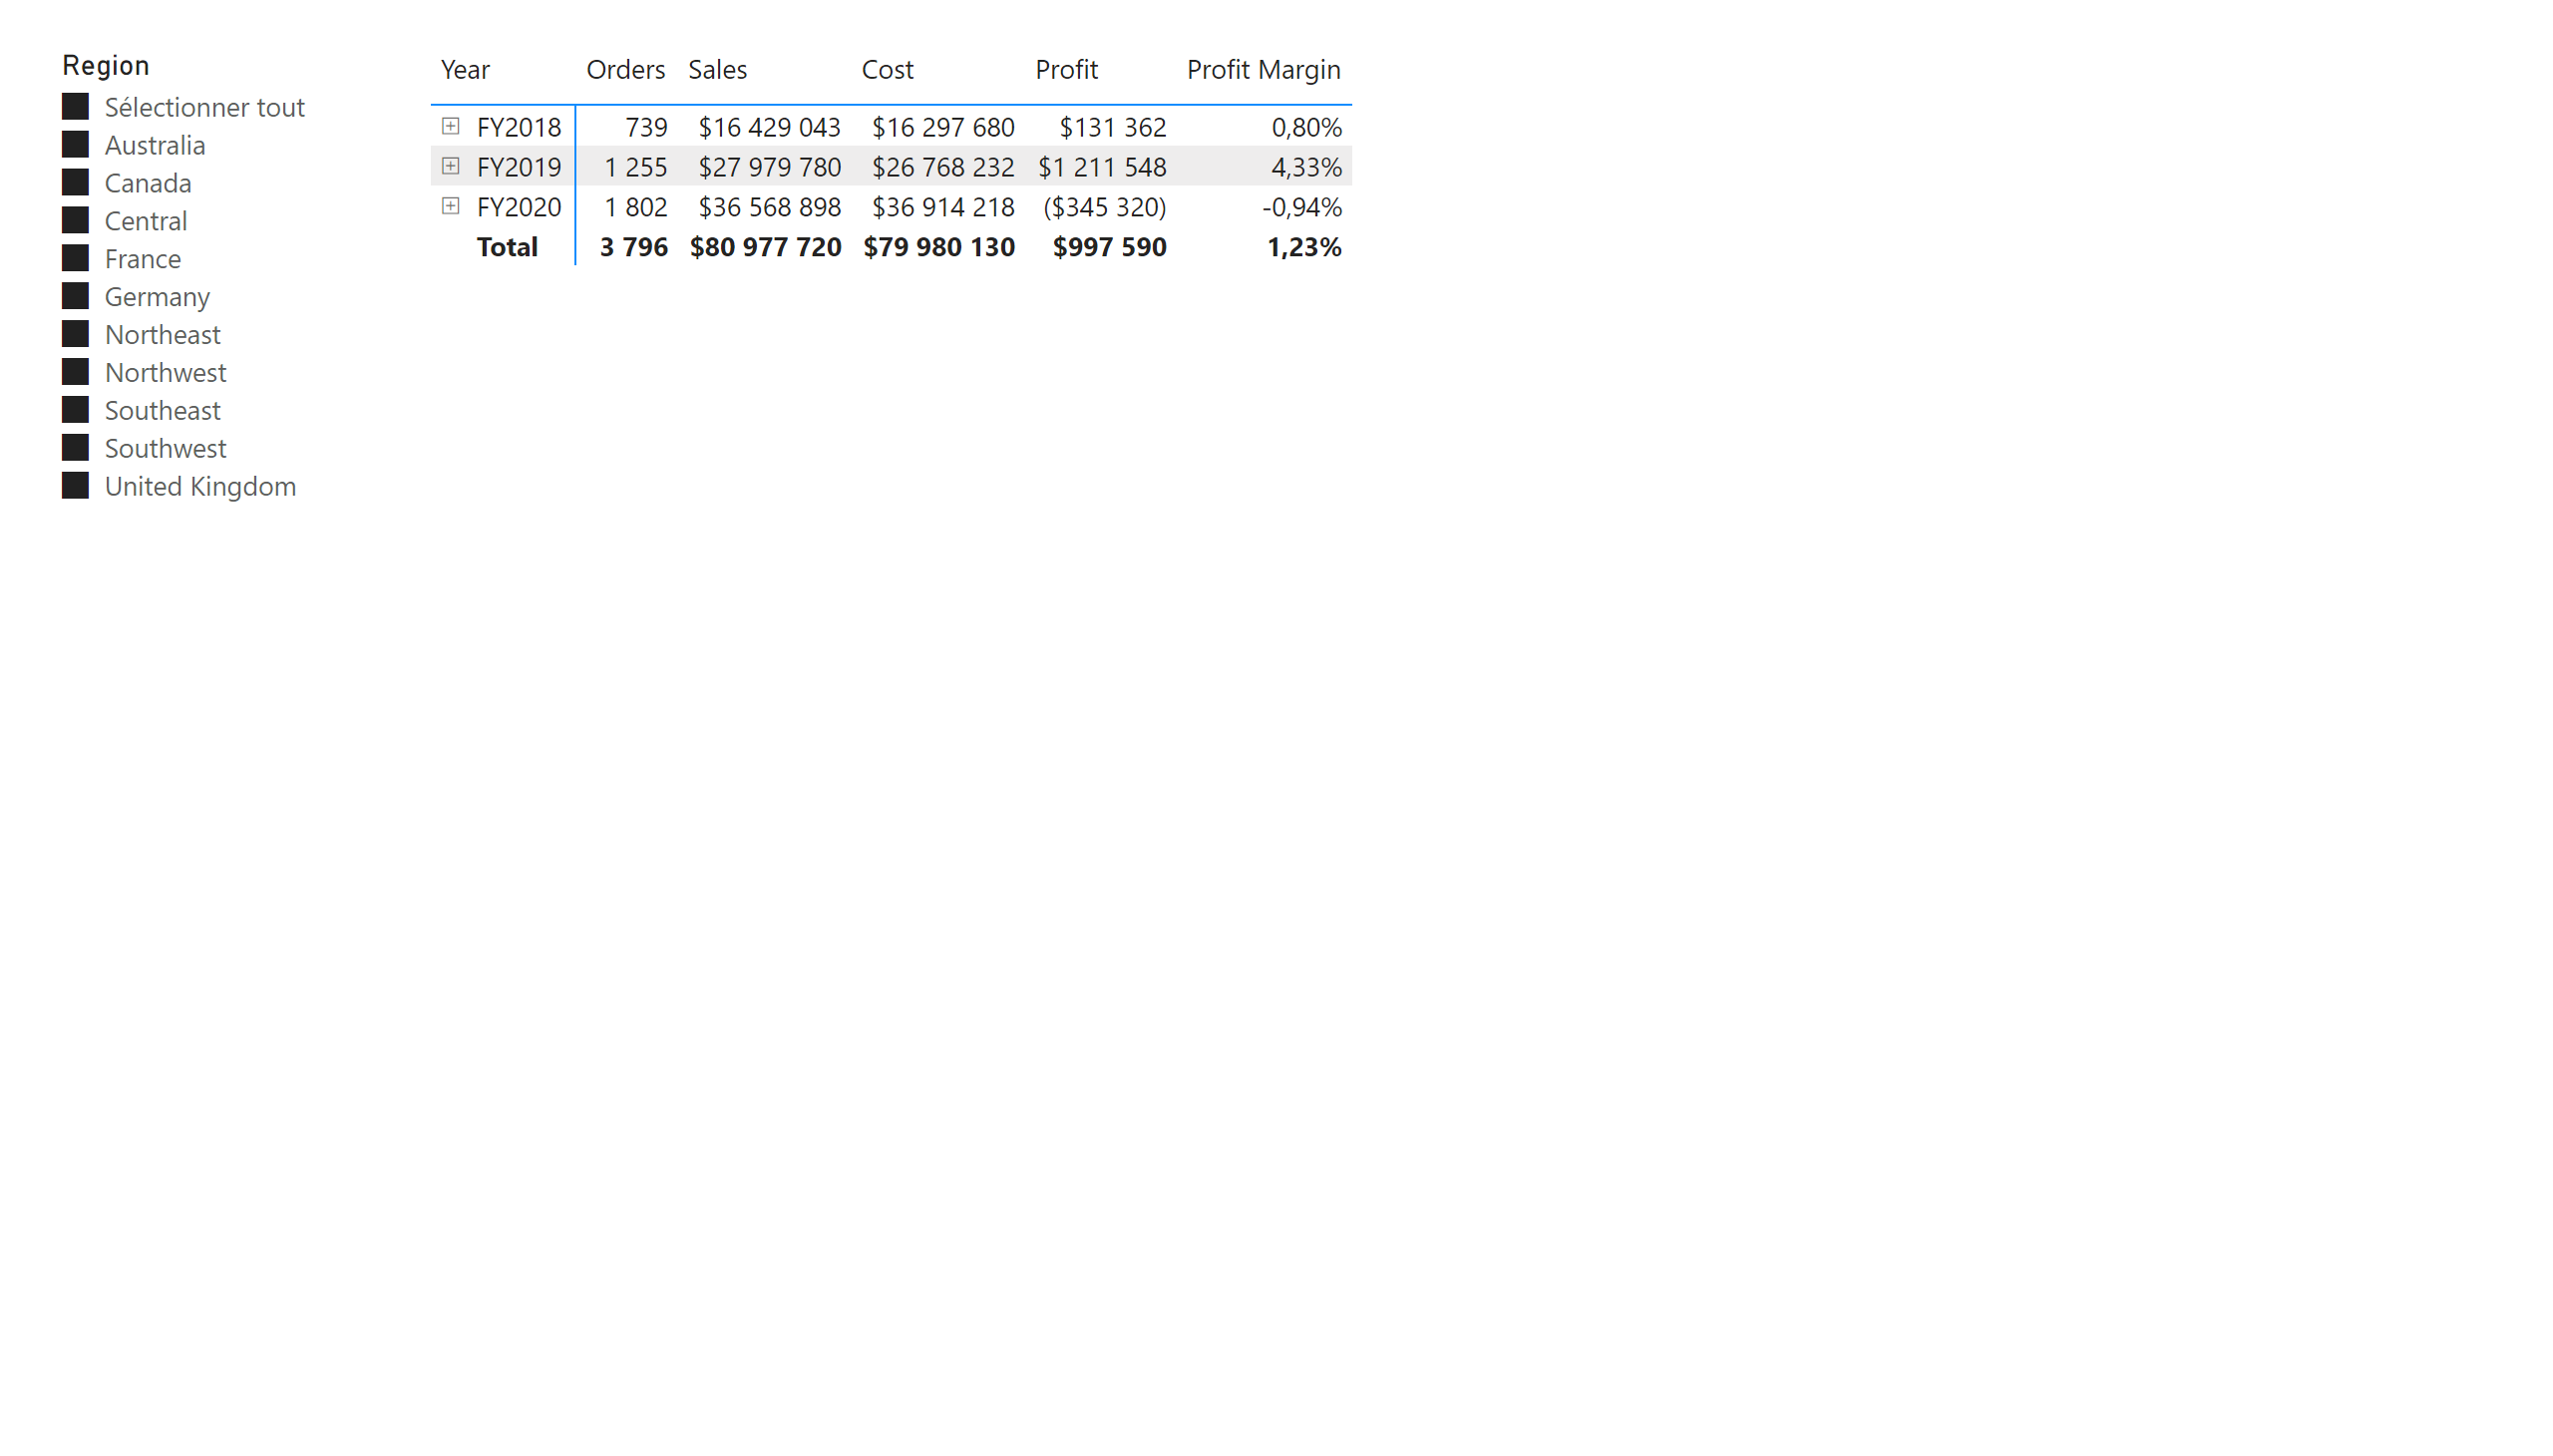 Region
Sélectionner tout
Australia
Canada
Central
France
Germany
Northeast
Northwest
Southeast
Southwest
United Kingdom
Year Orders Sales Cost Profit Profit Margin
FY2018 739 $16 429 043 $16 297 680 $131 362 0,80%
FY2019 1 255 $27 979 780 $26 768 232 $1 211 548 4,33%
FY2020 1 802 $36 568 898 $36 914 218 ($345 320) -0,94%
Total 3 796 $80 977 720 $79 980 130 $997 590 1,23%